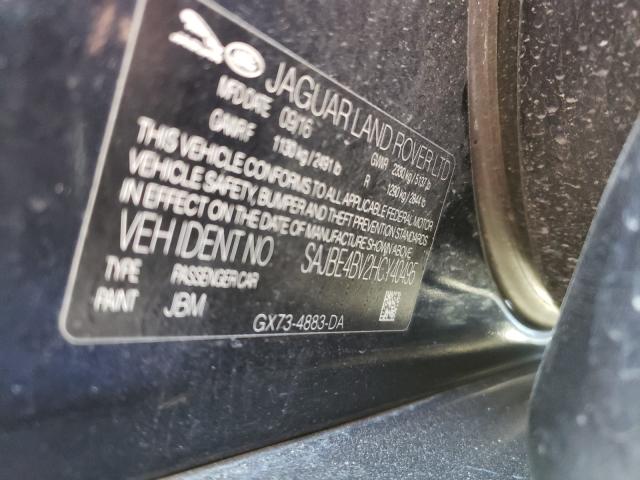 JAGUAR LAND ROVER LTD
MFD DATE 09/16 GWR 2330 kg / 5137 lb
GAWR F 1130 kg / 2491 lb R 1290 kg / 2844 lb
THIS VEHICLE CONFORMS TO ALL APPLICABLE FEDERAL MOTOR
VEHICLE SAFETY, BUMPER AND THEFT PREVENTION STANDARDS
IN EFFECT ON THE DATE OF MANUFACTURE SHOWN ABOVE
VEH IDENT NO SAJBE4BV2HCY40495
TYPE PASSENGER CAR
PAINT JBM
GX73-4883-DA